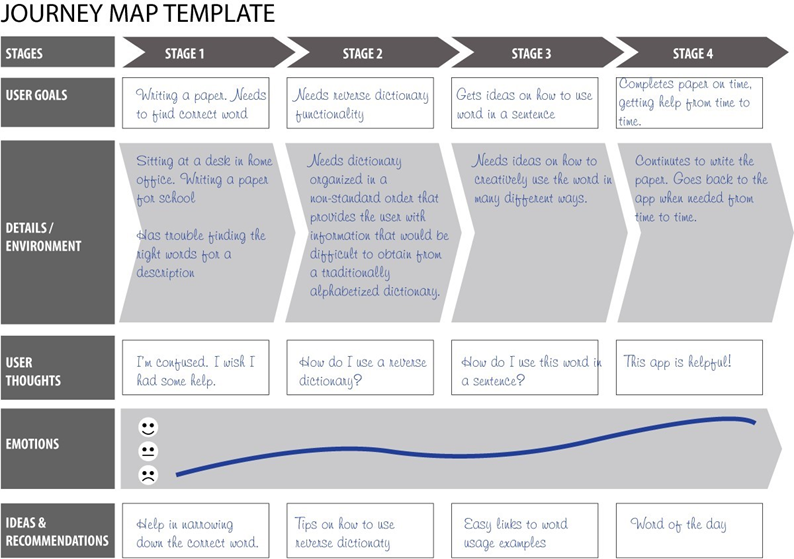 JOURNEY MAP TEMPLATE
STAGES
STAGE 1
STAGE 2
STAGE 3
STAGE 4
USER GOALS
Writing a paper. Needs
to find correct word
Needs reverse dictionary
functionality
Gets ideas on how to use
word in a sentence
Completes paper on time,
getting help from time to
time.
DETAILS /
ENVIRONMENT
Sitting at a desk in home
office. Writing a paper
for school
Has trouble finding the
right words for a
description
Needs dictionary
organized in a
non-standard order that
provides the user with
information that would be
difficult to obtain from
a traditionally
alphabetized dictionary.
Needs ideas on how to
creatively use the word in
many different ways.
Continutes to write the
paper. Goes back to the
app when needed from
time to time.
USER
THOUGHTS
I'm confused. I wish I
had some help.
How do I use a reverse
dictionary?
How do I use this word in
a sentence?
This app is helpful!
EMOTIONS
IDEAS &
RECOMMENDATIONS
Help in narrowing
down the correct word.
Tips on how to use
reverse dictionaty
Easy links to word
usage examples
Word of the day